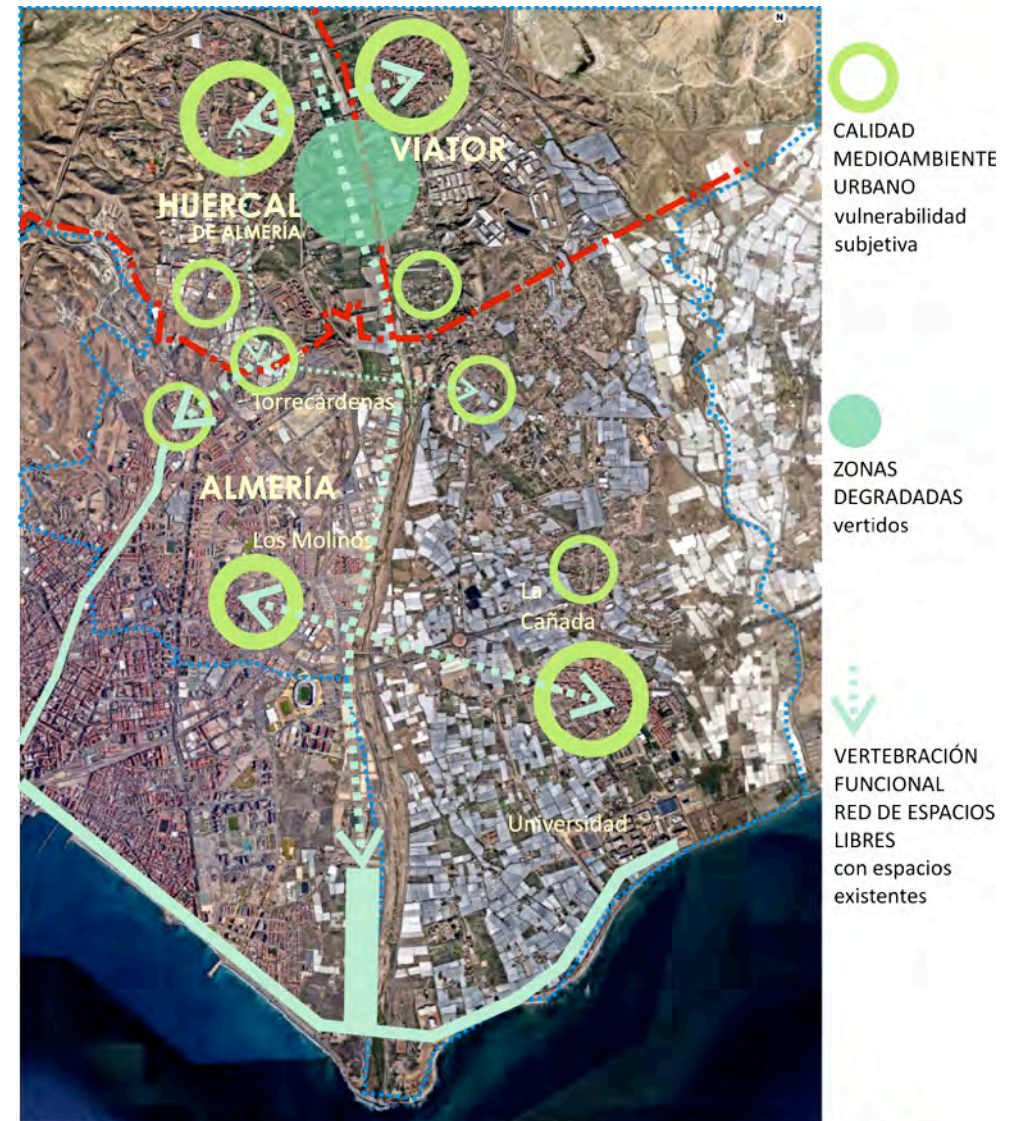 N
VIATOR
HUERCAL
DE ALMERÍA
Torrecárdenas
ALMERÍA
Los Molinos
La
Cañada
Universidad
CALIDAD
MEDIOAMBIENTE
URBANO
vulnerabilidad
subjetiva
ZONAS
DEGRADADAS
vertidos
VERTEBRACIÓN
FUNCIONAL
RED DE ESPACIOS
LIBRES
con espacios
existentes